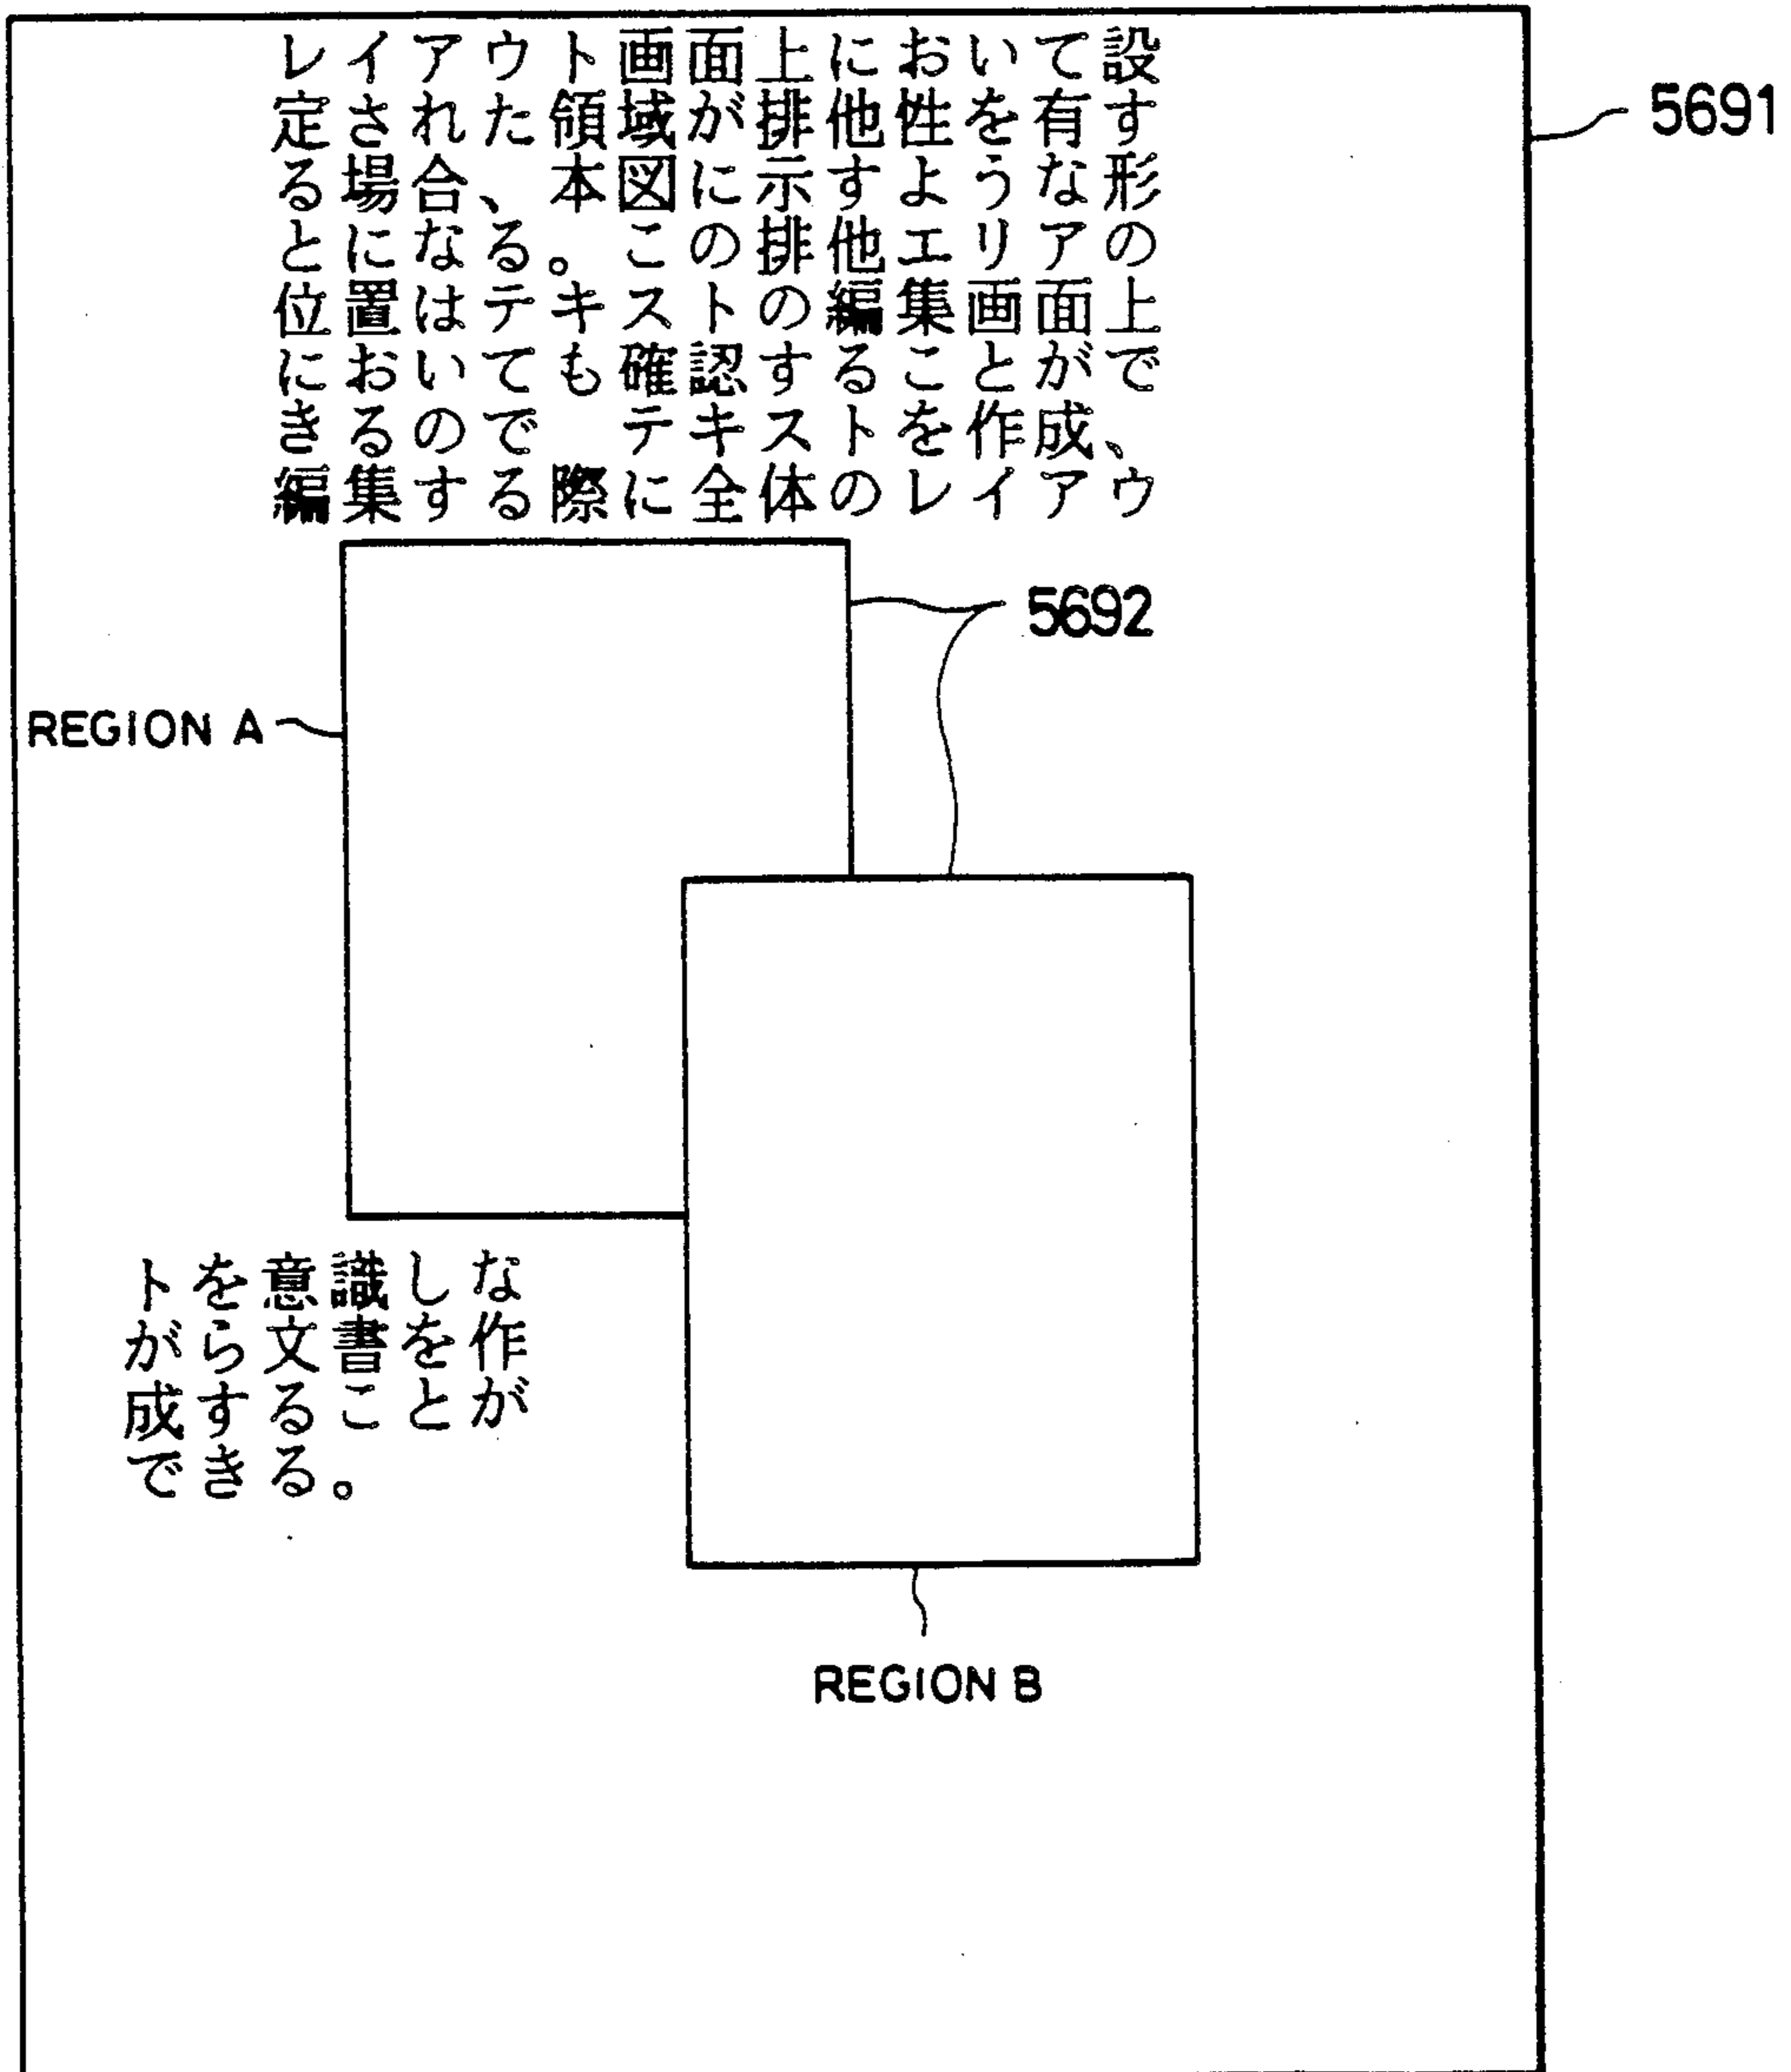 レイアウト画面上において設
定された領域が排他性を有す
る場合、本図に示すような形
とになる。この排他エリアの
位置はテキストの編集画面上
においても確認することがで
きるので　テキストを作成、
編集する際に全体のレイアウ
5691
5692
REGION A
トを意識しな
がら文書を作
成することが
できる。
REGION B